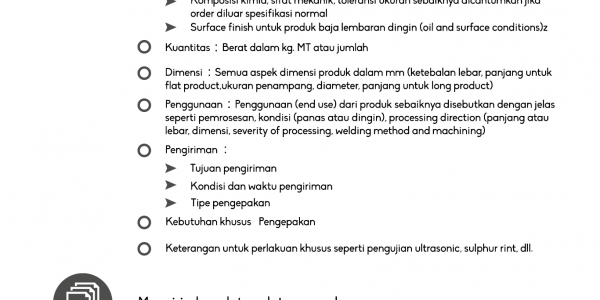 Komposisi kimia, sifat mekanik, toleransi ukuran sebaiknya dicantumkan jika
order diluar spesifikasi normal
Surface finish untuk produk baja lembaran dingin (oil and surface conditions)z
Kuantitas : Berat dalam kg. MT atau jumlah
Dimensi : Semua aspek dimensi produk dalam mm (ketebalan lebar, panjang untuk
flat product,ukuran penampang, diameter, panjang untuk long product)
Penggunaan : Penggunaan (end use) dari produk sebaiknya disebutkan dengan jelas
seperti pemrosesan, kondisi (panas atau dingin), processing direction (panjang atau
lebar, dimensi, severity of processing, welding method and machining)
Pengiriman :
Tujuan pengiriman
Kondisi dan waktu pengiriman
Tipe pengepakan
Kebutuhan khusus Pengepakan
Keterangan untuk perlakuan khusus seperti pengujian ultrasonic, sulphur rint, dll.